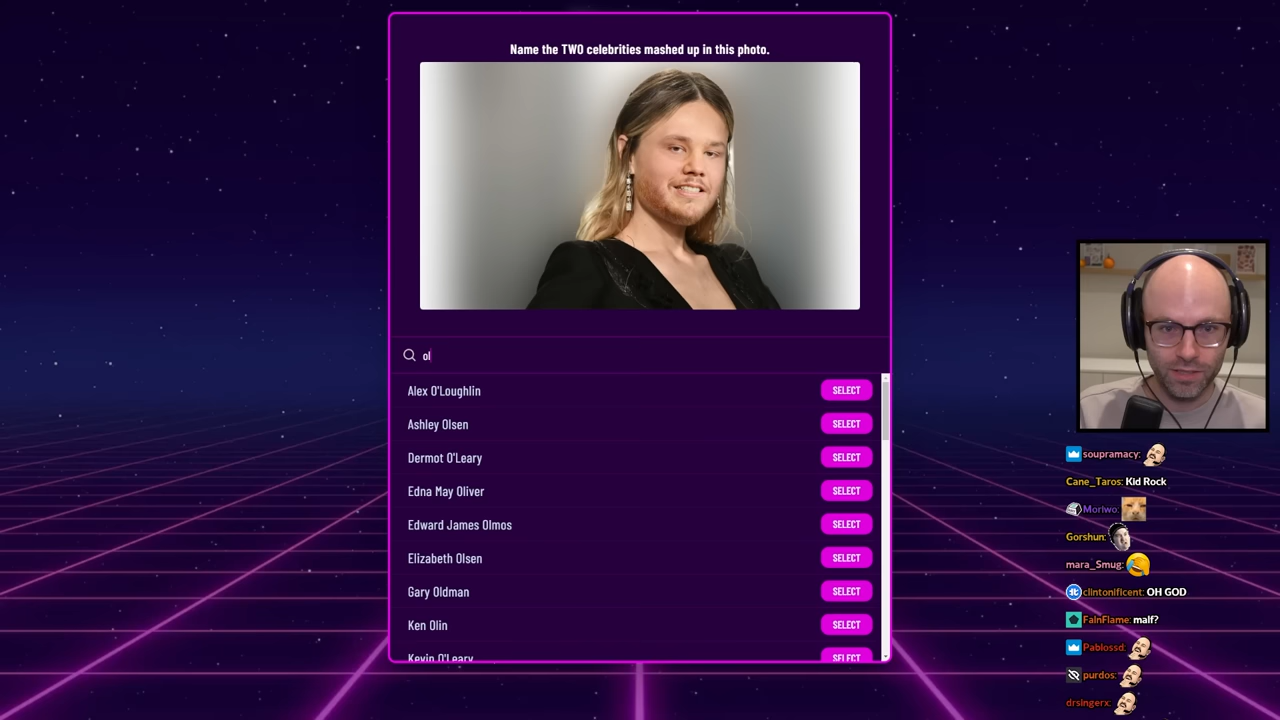 Name the TWO celebrities mashed up in this photo.
ol
Alex O'Loughlin SELECT
Ashley Olsen SELECT
Dermot O'Leary SELECT
Edna May Oliver SELECT
Edward James Olmos SELECT
Elizabeth Olsen SELECT
Gary Oldman SELECT
Ken Olin SELECT
Kevin O'Leary SELECT
soupramacy:
Cane_Taros: Kid Rock
Moriwo:
Gorshun:
mara_Smug:
clintonificent: OH GOD
FalnFlame: malf?
Pablossd:
purdos:
drsingerx: